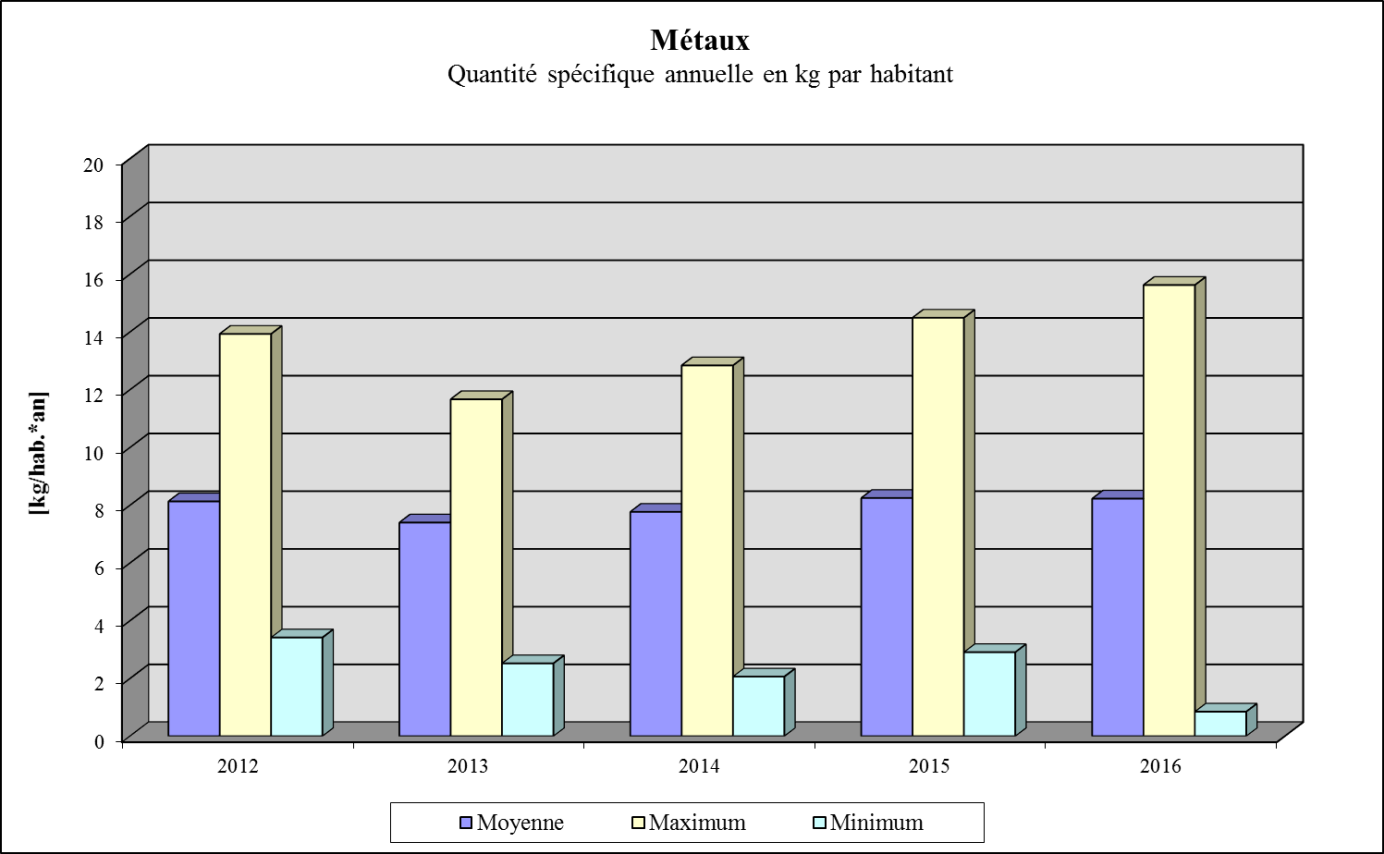 Métaux
Quantité spécifique annuelle en kg par habitant
20
18
16
14
12
10
8
6
4
2
0
[kg/hab.*an]
2012 2013 2014 2015 2016
Moyenne Maximum Minimum